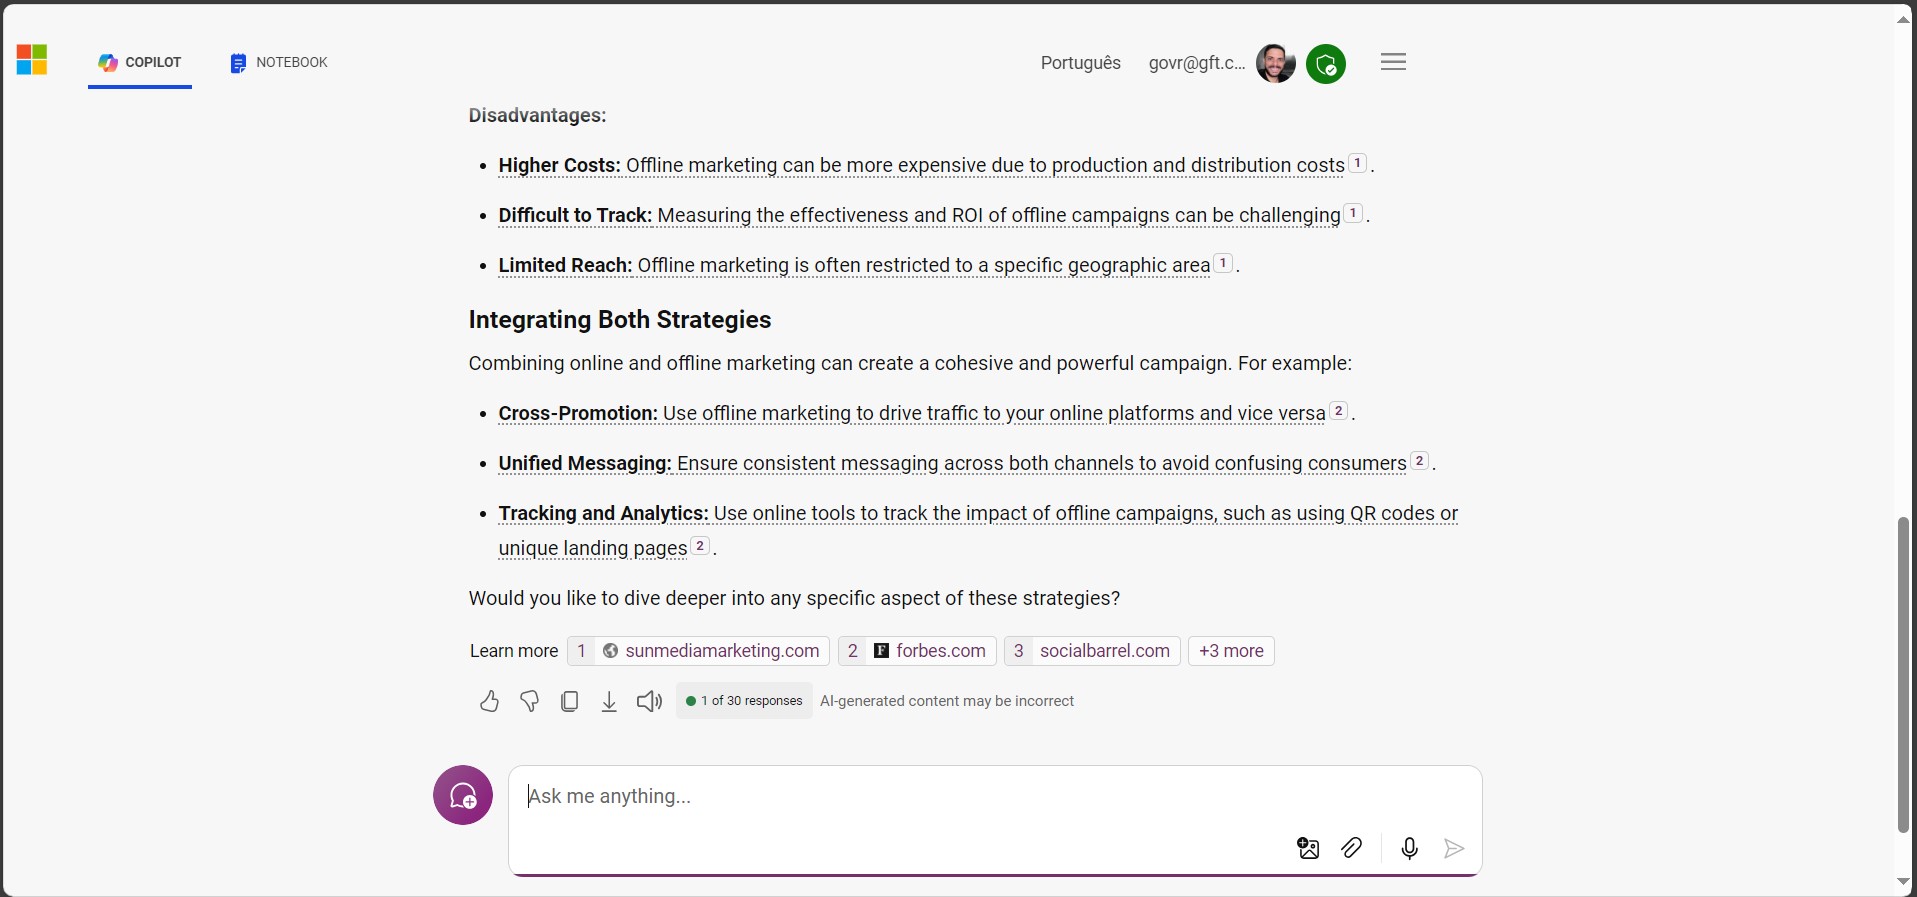 COPILOT
NOTEBOOK
Português
govr@gft.c...
Disadvantages:
• Higher Costs: Offline marketing can be more expensive due to production and distribution costs 1 .
• Difficult to Track: Measuring the effectiveness and ROI of offline campaigns can be challenging 1 .
• Limited Reach: Offline marketing is often restricted to a specific geographic area 1 .
Integrating Both Strategies
Combining online and offline marketing can create a cohesive and powerful campaign. For example:
• Cross-Promotion: Use offline marketing to drive traffic to your online platforms and vice versa 2 .
• Unified Messaging: Ensure consistent messaging across both channels to avoid confusing consumers 2 .
• Tracking and Analytics: Use online tools to track the impact of offline campaigns, such as using QR codes or
unique landing pages 2 .
Would you like to dive deeper into any specific aspect of these strategies?
Learn more 1 sunmediamarketing.com 2 F forbes.com 3 socialbarrel.com +3 more
1 of 30 responses AI-generated content may be incorrect
Ask me anything...